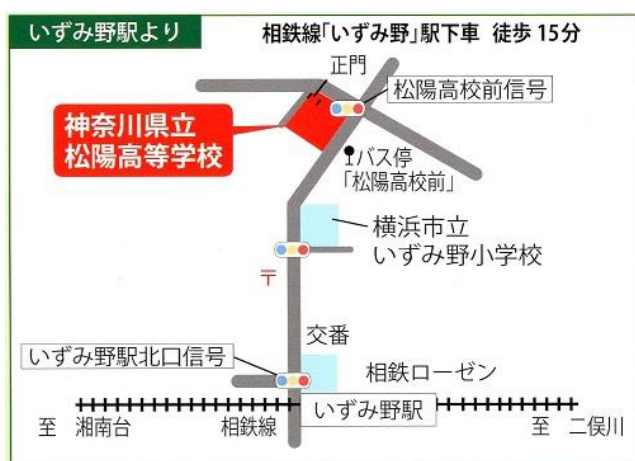 いずみ野駅より
相鉄線「いずみ野」駅下車 徒歩 15分
正門
松陽高校前信号
神奈川県立
松陽高等学校
バス停
「松陽高校前」
横浜市立
いずみ野小学校
〒
交番
いずみ野駅北口信号
相鉄ローゼン
いずみ野駅
至 湘南台
相鉄線
至 二俣川